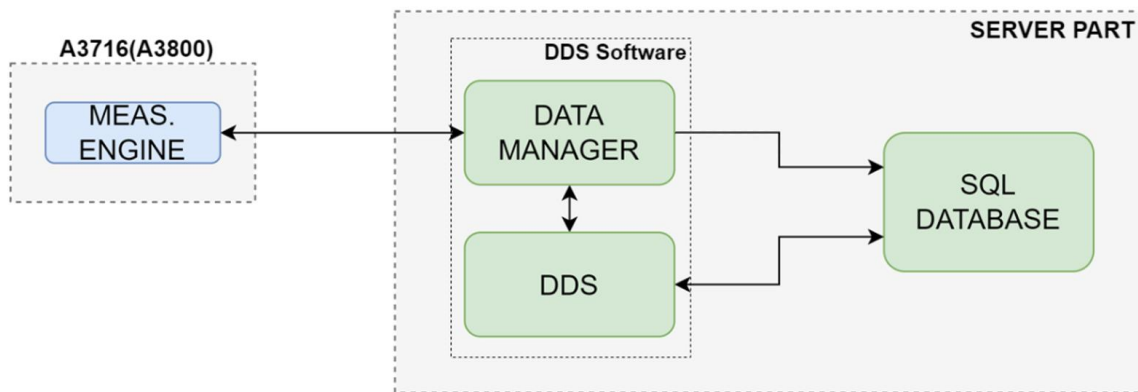 SERVER PART
A3716(A3800)
DDS Software
MEAS.
ENGINE
DATA
MANAGER
SQL
DATABASE
DDS